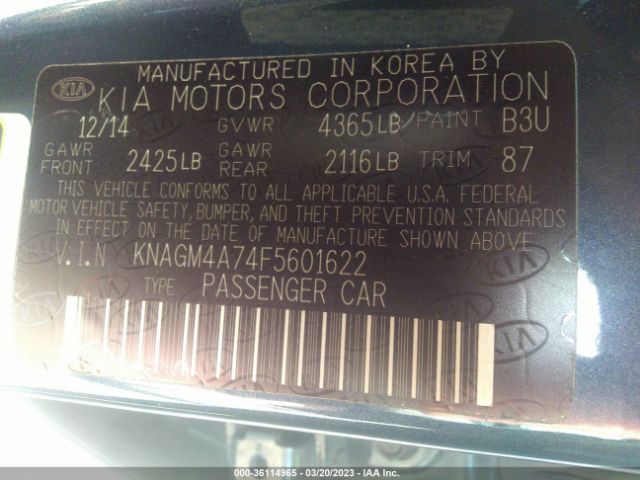 MANUFACTURED IN KOREA BY
KIA KIA MOTORS CORPORATION
12/14 GVWR 4365LB/PAINT B3U
GAWR FRONT 2425LB GAWR REAR 2116LB TRIM 87
THIS VEHICLE CONFORMS TO ALL APPLICABLE U.S.A. FEDERAL
MOTOR VEHICLE SAFETY, BUMPER, AND THEFT PREVENTION STANDARDS
IN EFFECT ON THE DATE OF MANUFACTURE SHOWN ABOVE.
V.I.N KNAGM4A74F5601622
TYPE PASSENGER CAR
000-36114965 - 03/20/2023 - IAA Inc.